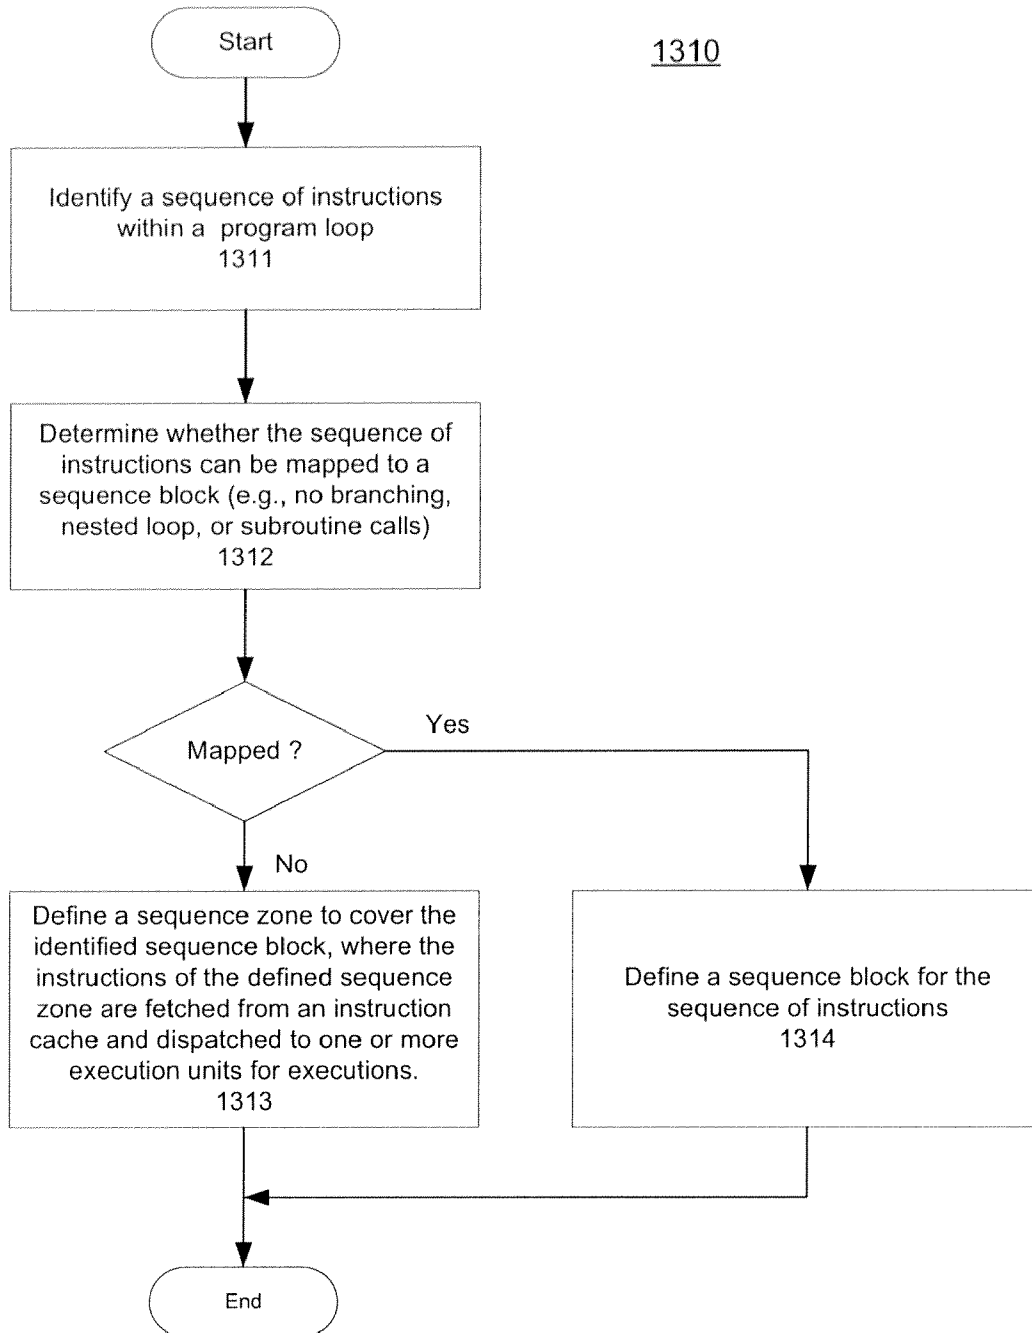 Start
1310
Identify a sequence of instructions
within a program loop
1311
Determine whether the sequence of
instructions can be mapped to a
sequence block (e.g., no branching,
nested loop, or subroutine calls)
1312
Mapped ?
Yes
No
Define a sequence zone to cover the
identified sequence block, where the
instructions of the defined sequence
zone are fetched from an instruction
cache and dispatched to one or more
execution units for executions.
1313
Define a sequence block for the
sequence of instructions
1314
End